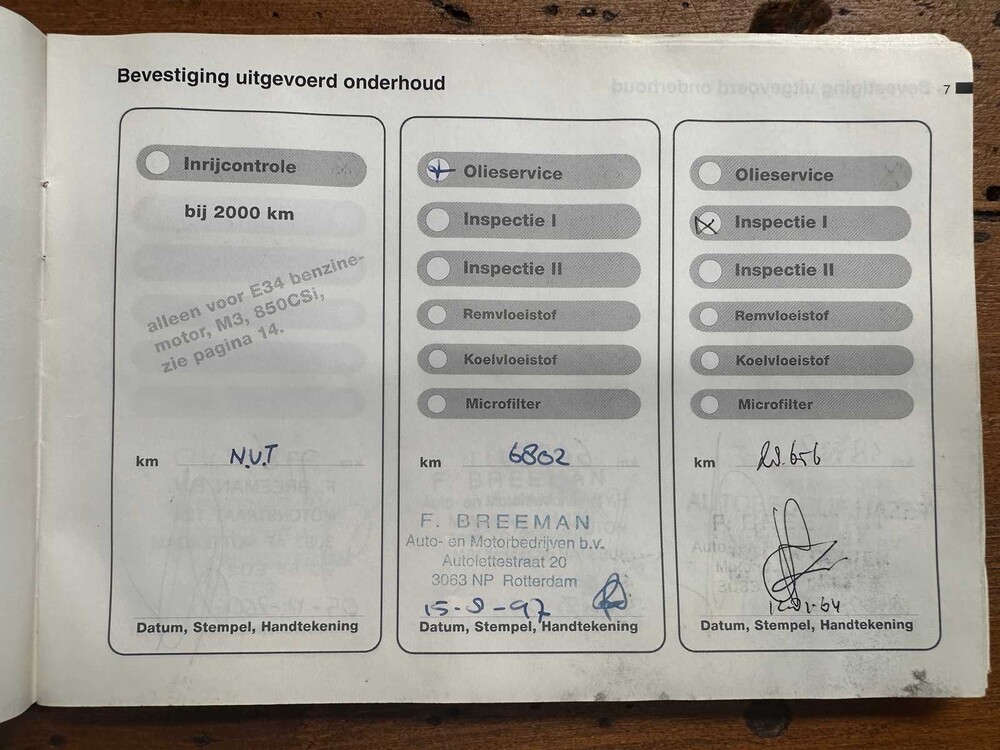 Bevestiging uitgevoerd onderhoud
7
Inrijcontrole
bij 2000 km
alleen voor E34 benzine-
motor, M3, 850CSi,
zie pagina 14.
km N.V.T
Datum, Stempel, Handtekening
Olieservice
Inspectie I
Inspectie II
Remvloeistof
Koelvloeistof
Microfilter
km 6802
F. BREEMAN
Auto- en Motorbedrijven b.v.
Autolettestraat 20
3063 NP Rotterdam
15-9-97
Datum, Stempel, Handtekening
Olieservice
Inspectie I
Inspectie II
Remvloeistof
Koelvloeistof
Microfilter
km
Datum, Stempel, Handtekening